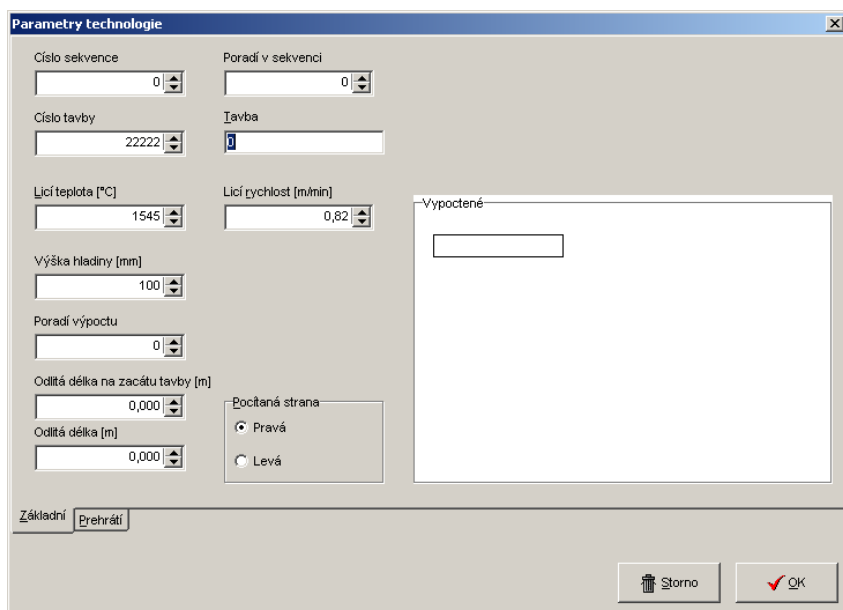 Parametry technologie
Císlo sekvence
0
Poradí v sekvenci
0
Císlo tavby
22222
Tavba
0
Licí teplota [°C]
1545
Licí rychlost [m/min]
0,82
Vypoctené
Výška hladiny [mm]
100
Poradí výpoctu
0
Odlitá délka na zacátu tavby [m]
0,000
Odlitá délka [m]
0,000
Pocítaná strana
Pravá
Levá
Základní
Prehrátí
Storno
OK